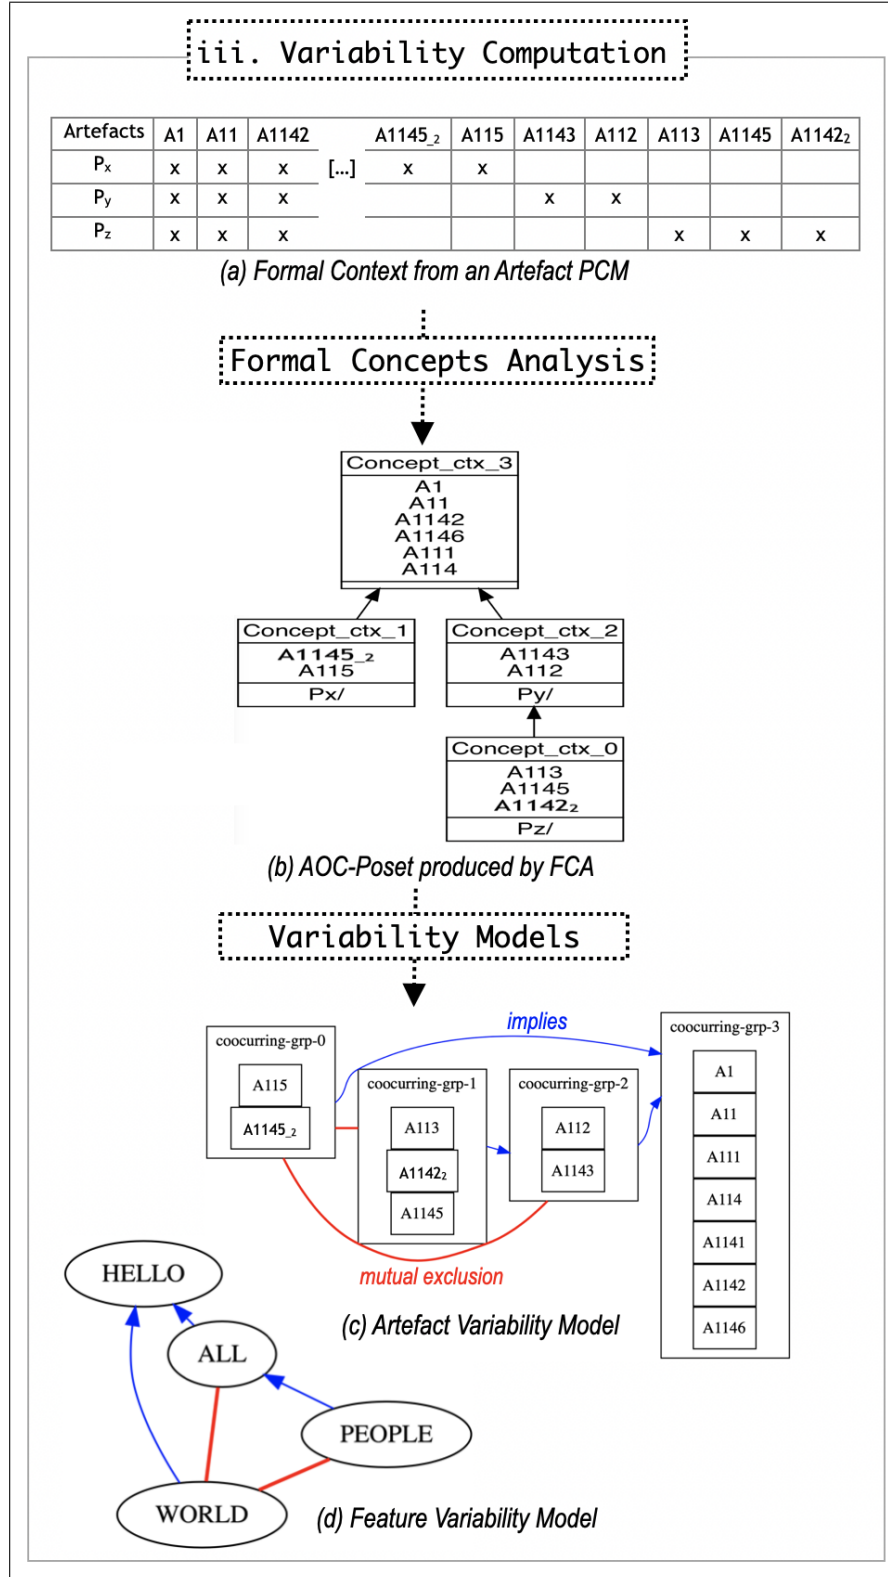 iii. Variability Computation
Artefacts A1 A11 A1142 [...] A1145_2 A115 A1143 A112 A113 A1145 A1142₂
Pₓ x x x x x
Pᵧ x x x x x
P_z x x x x x x
(a) Formal Context from an Artefact PCM
Formal Concepts Analysis
Concept_ctx_3
A1
A11
A1142
A1146
A111
A114
Concept_ctx_1
A1145_2
A115
Px/
Concept_ctx_2
A1143
A112
Py/
Concept_ctx_0
A113
A1145
A1142₂
Pz/
(b) AOC-Poset produced by FCA
Variability Models
implies
coocurring-grp-0
A115
A1145_2
coocurring-grp-1
A113
A1142₂
A1145
coocurring-grp-2
A112
A1143
coocurring-grp-3
A1
A11
A111
A114
A1141
A1142
A1146
mutual exclusion
(c) Artefact Variability Model
HELLO
ALL
PEOPLE
WORLD
(d) Feature Variability Model